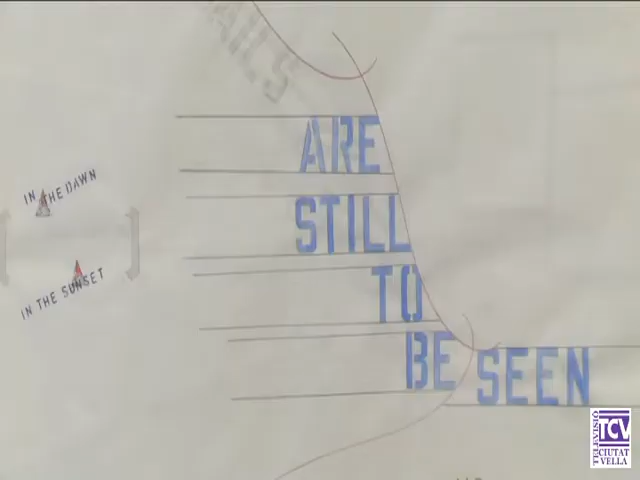 ARE
STILL
TO
BE SEEN
IN THE DAWN
IN THE SUNSET
TELEVISIÓ
TCV
CIUTAT
VELLA